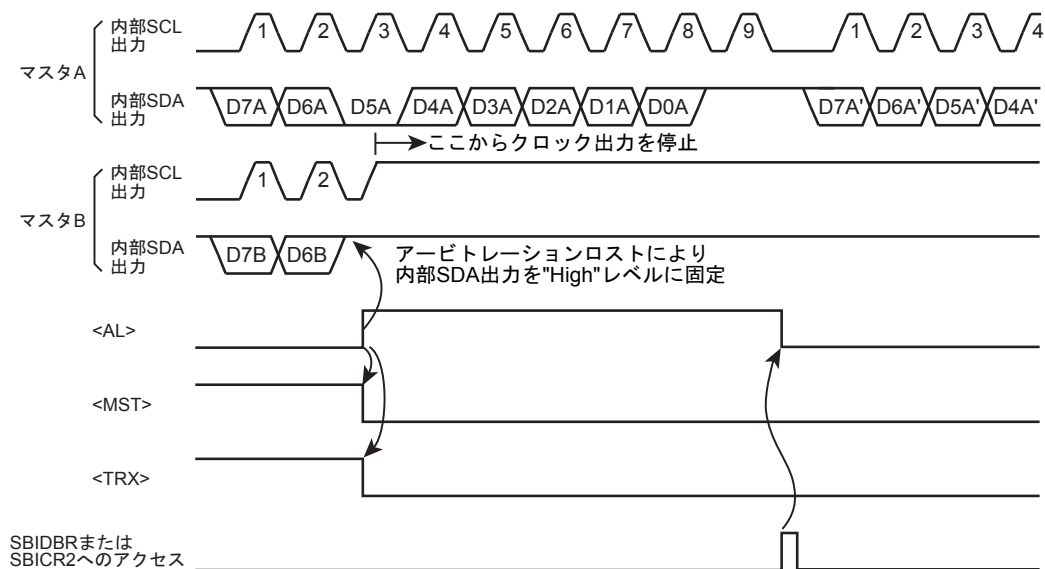 内部SCL
出力
1 2 3 4 5 6 7 8 9 1 2 3 4
マスタA
内部SDA
出力
D7A D6A D5A D4A D3A D2A D1A D0A D7A' D6A' D5A' D4A'
ここからクロック出力を停止
内部SCL
出力
1 2
マスタB
内部SDA
出力
D7B D6B
アービトレーションロストにより
内部SDA出力を"High"レベルに固定
<AL>
<MST>
<TRX>
SBIDBRまたは
SBICR2へのアクセス